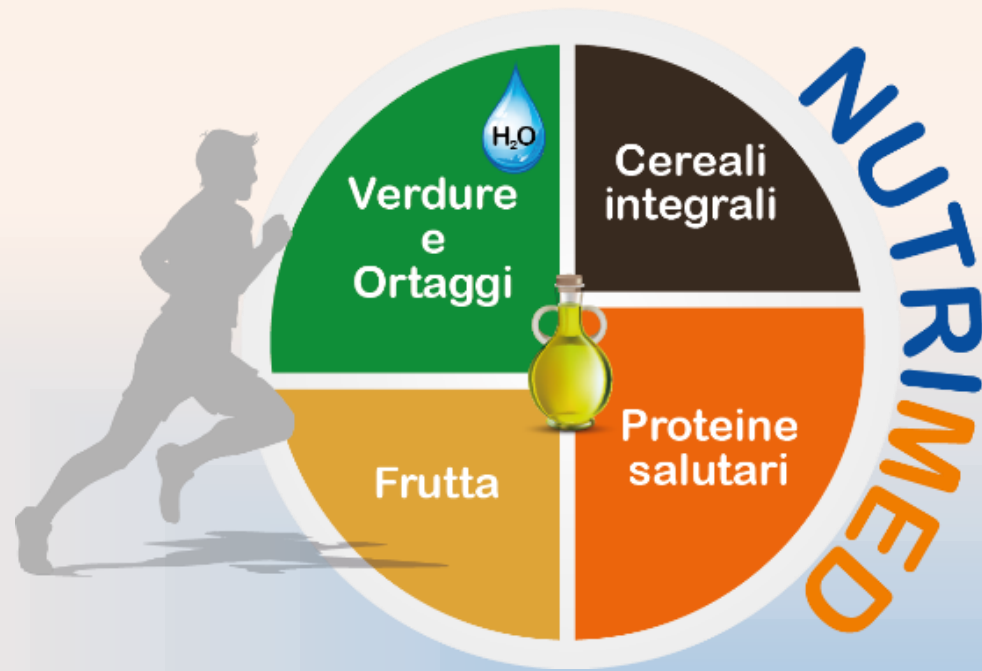 H₂O
Verdure
e
Ortaggi
Cereali
integrali
Frutta
Proteine
salutari
NUTRIMED